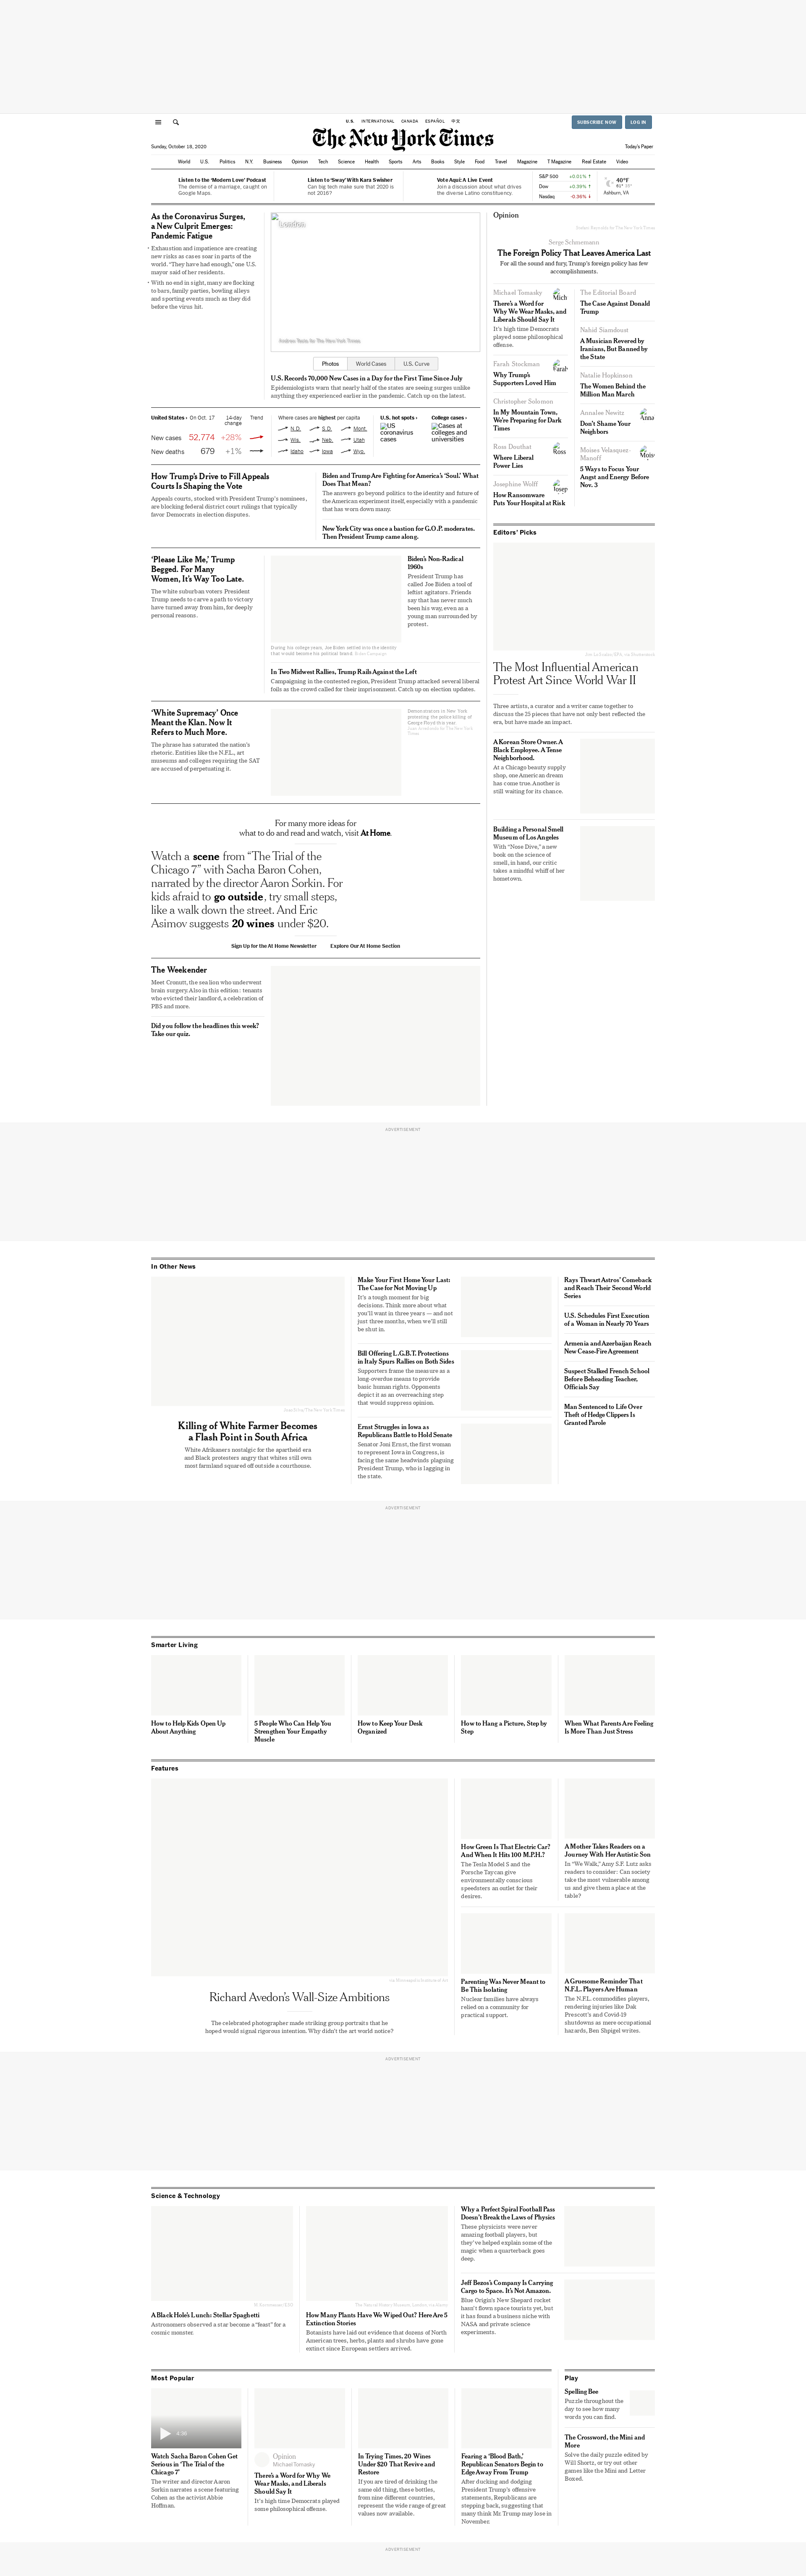 U.S. INTERNATIONAL CANADA ESPAÑOL 中文
SUBSCRIBE NOW LOG IN
The New York Times
Sunday, October 18, 2020
Today's Paper
World U.S. Politics N.Y. Business Opinion Tech Science Health Sports Arts Books Style Food Travel Magazine T Magazine Real Estate Video
Listen to the 'Modern Love' Podcast
The demise of a marriage, caught on
Google Maps.
Listen to 'Sway' With Kara Swisher
Can big tech make sure that 2020 is
not 2016?
Vote Aquí: A Live Event
Join a discussion about what drives
the diverse Latino constituency.
S&P 500 +0.01% ↑
Dow +0.39% ↑
Nasdaq -0.36% ↓
40°F
Ashburn, VA
As the Coronavirus Surges,
a New Culprit Emerges:
Pandemic Fatigue
• Exhaustion and impatience are creating
new risks as cases soar in parts of the
world. “They have had enough,” one U.S.
mayor said of her residents.
• With no end in sight, many are flocking
to bars, family parties, bowling alleys
and sporting events much as they did
before the virus hit.
London
Andrew Testa for The New York Times
Photos World Cases U.S. Curve
U.S. Records 70,000 New Cases in a Day for the First Time Since July
Epidemiologists warn that nearly half of the states are seeing surges unlike
anything they experienced earlier in the pandemic. Catch up on the latest.
United States › On Oct. 17 14-day
change Trend
New cases 52,774 +28%
New deaths 679 +1%
Where cases are highest per capita
N.D. S.D. Mont.
Wis. Neb. Utah
Idaho Iowa Wyo.
U.S. hot spots ›
US
coronavirus
cases
College cases ›
Cases at
colleges and
universities
How Trump’s Drive to Fill Appeals
Courts Is Shaping the Vote
Appeals courts, stocked with President Trump’s nominees,
are blocking federal district court rulings that typically
favor Democrats in election disputes.
Biden and Trump Are Fighting for America’s ‘Soul.’ What
Does That Mean?
The answers go beyond politics to the identity and future of
the American experiment itself, especially with a pandemic
that has worn down many.
New York City was once a bastion for G.O.P. moderates.
Then President Trump came along.
‘Please Like Me,’ Trump
Begged. For Many
Women, It’s Way Too Late.
The white suburban voters President
Trump needs to carve a path to victory
have turned away from him, for deeply
personal reasons.
During his college years, Joe Biden settled into the identity
that would become his political brand. Biden Campaign
Biden’s Non-Radical
1960s
President Trump has
called Joe Biden a tool of
leftist agitators. Friends
say that has never much
been his way, even as a
young man surrounded by
protest.
In Two Midwest Rallies, Trump Rails Against the Left
Campaigning in the contested region, President Trump attacked several liberal
foils as the crowd called for their imprisonment. Catch up on election updates.
‘White Supremacy’ Once
Meant the Klan. Now It
Refers to Much More.
The phrase has saturated the nation’s
rhetoric. Entities like the N.F.L., art
museums and colleges requiring the SAT
are accused of perpetuating it.
Demonstrators in New York
protesting the police killing of
George Floyd this year.
For many more ideas for
what to do and read and watch, visit At Home.
Watch a scene from “The Trial of the
Chicago 7” with Sacha Baron Cohen,
narrated by the director Aaron Sorkin. For
kids afraid to go outside, try small steps,
like a walk down the street. And Eric
Asimov suggests 20 wines under $20.
Sign Up for the At Home Newsletter Explore Our At Home Section
The Weekender
Meet Cronutt, the sea lion who underwent
brain surgery. Also in this edition: tenants
who evicted their landlord, a celebration of
PBS and more.
Did you follow the headlines this week?
Take our quiz.
Opinion
Serge Schmemann
The Foreign Policy That Leaves America Last
For all the sound and fury, Trump’s foreign policy has few
accomplishments.
Michael Tomasky
Mich
There’s a Word for
Why We Wear Masks, and
Liberals Should Say It
It’s high time Democrats
played some philosophical
offense.
Farah Stockman
Farah
Why Trump’s
Supporters Loved Him
Christopher Solomon
In My Mountain Town,
We’re Preparing for Dark
Times
Ross Douthat
Ross
Where Liberal
Power Lies
Josephine Wolff
Josep
How Ransomware
Puts Your Hospital at Risk
The Editorial Board
The Case Against Donald
Trump
Nahid Siamdoust
A Musician Revered by
Iranians, But Banned by
the State
Natalie Hopkinson
The Women Behind the
Million Man March
Annalee Newitz
Anna
Don’t Shame Your
Neighbors
Moises Velasquez-
Manoff
Moise
5 Ways to Focus Your
Angst and Energy Before
Nov. 3
Editors’ Picks
The Most Influential American
Protest Art Since World War II
Three artists, a curator and a writer came together to
discuss the 25 pieces that have not only best reflected the
era, but have made an impact.
A Korean Store Owner. A
Black Employee. A Tense
Neighborhood.
At a Chicago beauty supply
shop, one American dream
has come true. Another is
still waiting for its chance.
Building a Personal Smell
Museum of Los Angeles
With “Nose Dive,” a new
book on the science of
smell, in hand, our critic
takes a mindful whiff of her
hometown.
ADVERTISEMENT
In Other News
Joao Silva/The New York Times
Killing of White Farmer Becomes
a Flash Point in South Africa
White Afrikaners nostalgic for the apartheid era
and Black protesters angry that whites still own
most farmland squared off outside a courthouse.
Make Your First Home Your Last:
The Case for Not Moving Up
It’s a tough moment for big
decisions. Think more about what
you’ll want in three years — and not
just three months, when we’ll still
be shut in.
Bill Offering L.G.B.T. Protections
in Italy Spurs Rallies on Both Sides
Supporters frame the measure as a
long-overdue means to provide
basic human rights. Opponents
depict it as an overreaching step
that would suppress opinion.
Ernst Struggles in Iowa as
Republicans Battle to Hold Senate
Senator Joni Ernst, the first woman
to represent Iowa in Congress, is
facing the same headwinds plaguing
President Trump, who is lagging in
the state.
Rays Thwart Astros’ Comeback
and Reach Their Second World
Series
U.S. Schedules First Execution
of a Woman in Nearly 70 Years
Armenia and Azerbaijan Reach
New Cease-Fire Agreement
Suspect Stalked French School
Before Beheading Teacher,
Officials Say
Man Sentenced to Life Over
Theft of Hedge Clippers Is
Granted Parole
ADVERTISEMENT
Smarter Living
How to Help Kids Open Up
About Anything
5 People Who Can Help You
Strengthen Your Empathy
Muscle
How to Keep Your Desk
Organized
How to Hang a Picture, Step by
Step
When What Parents Are Feeling
Is More Than Just Stress
Features
Richard Avedon’s Wall-Size Ambitions
The celebrated photographer made striking group portraits that he
hoped would signal rigorous intention. Why didn’t the art world notice?
How Green Is That Electric Car?
And When It Hits 100 M.P.H.?
The Tesla Model S and the
Porsche Taycan give
environmentally conscious
speedsters an outlet for their
desires.
A Mother Takes Readers on a
Journey With Her Autistic Son
In “We Walk,” Amy S.F. Lutz asks
readers to consider: Can society
take the most vulnerable among
us and give them a place at the
table?
Parenting Was Never Meant to
Be This Isolating
Nuclear families have always
relied on a community for
practical support.
A Gruesome Reminder That
N.F.L. Players Are Human
The N.F.L. commodifies players,
rendering injuries like Dak
Prescott’s and Covid-19
shutdowns as mere occupational
hazards, Ben Shpigel writes.
ADVERTISEMENT
Science & Technology
A Black Hole’s Lunch: Stellar Spaghetti
Astronomers observed a star become a “feast” for a
cosmic monster.
How Many Plants Have We Wiped Out? Here Are 5
Extinction Stories
Botanists have laid out evidence that dozens of North
American trees, herbs, plants and shrubs have gone
extinct since European settlers arrived.
Why a Perfect Spiral Football Pass
Doesn’t Break the Laws of Physics
These physicists were never
amazing football players, but
they’ve helped explain some of the
magic when a quarterback goes
deep.
Jeff Bezos’s Company Is Carrying
Cargo to Space. It’s Not Amazon.
Blue Origin’s New Shepard rocket
hasn’t flown space tourists yet, but
it has found a business niche with
NASA and private science
experiments.
Most Popular
4:36
Watch Sacha Baron Cohen Get
Serious in ‘The Trial of the
Chicago 7’
The writer and director Aaron
Sorkin narrates a scene featuring
Cohen as the activist Abbie
Hoffman.
Opinion
Michael Tomasky
There’s a Word for Why We
Wear Masks, and Liberals
Should Say It
It’s high time Democrats played
some philosophical offense.
In Trying Times, 20 Wines
Under $20 That Revive and
Restore
If you are tired of drinking the
same old thing, these bottles,
from nine different countries,
represent the wide range of great
values now available.
Fearing a ‘Blood Bath,’
Republican Senators Begin to
Edge Away From Trump
After ducking and dodging
President Trump’s offensive
statements, Republicans are
stepping back, suggesting that
many think Mr. Trump may lose in
November.
Play
Spelling Bee
Puzzle throughout the
day to see how many
words you can find.
The Crossword, the Mini and
More
Solve the daily puzzle edited by
Will Shortz, or try out other
games like the Mini and Letter
Boxed.
ADVERTISEMENT